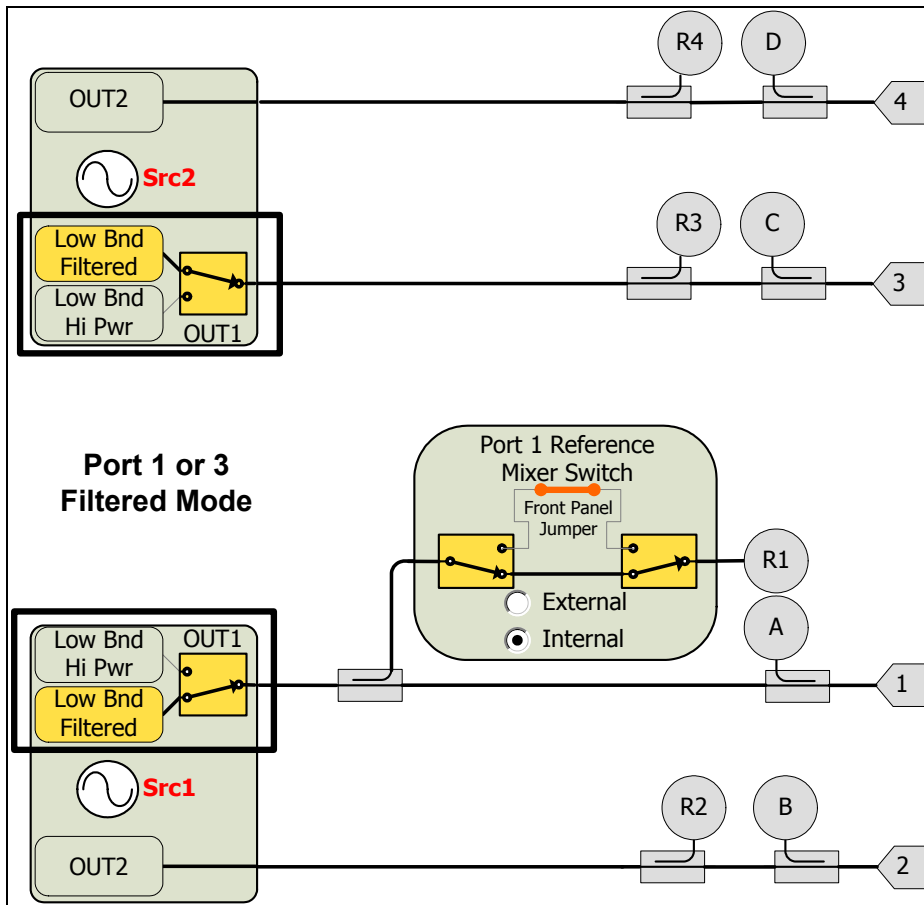 R4
D
OUT2
4
Src2
Low Bnd
Filtered
Low Bnd
Hi Pwr
OUT1
R3
C
3
Port 1 or 3
Filtered Mode
Port 1 Reference
Mixer Switch
Front Panel
Jumper
R1
External
Internal
A
Low Bnd
Hi Pwr
OUT1
Low Bnd
Filtered
1
Src1
R2
B
OUT2
2